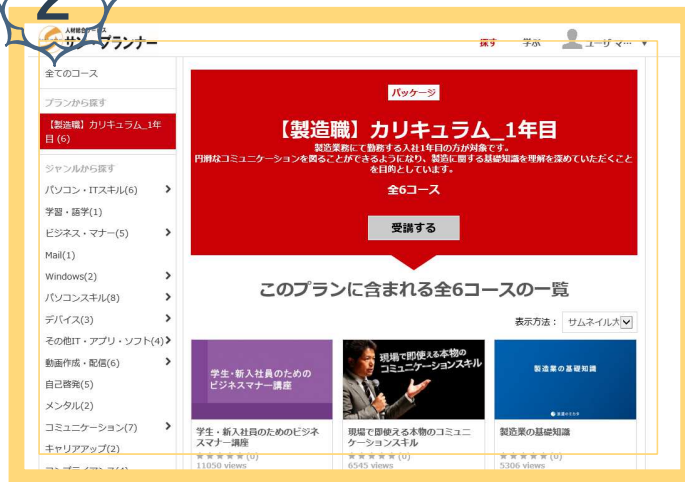 2
人材総合サービス
サン・プランナー
探す 学ぶ ユーザ マ… ▼
全てのコース
プランから探す
【製造職】カリキュラム_1年
目 (6)
ジャンルから探す
パソコン・ITスキル(6)
学習・語学(1)
ビジネス・マナー(5)
Mail(1)
Windows(2)
パソコンスキル(8)
デバイス(3)
その他IT・アプリ・ソフト(4)
動画作成・配信(6)
自己啓発(5)
メンタル(2)
コミュニケーション(7)
キャリアアップ(2)
パッケージ
【製造職】カリキュラム_1年目
製造業務にて勤務する入社1年目の方が対象です。
円滑なコミュニケーションを図ることができるようになり、製造に関する基礎知識を理解を深めていただくこと
を目的としています。
全6コース
受講する
このプランに含まれる全6コースの一覧
表示方法： サムネイル大
学生・新入社員のための
ビジネスマナー講座
学生・新入社員のためのビジネ
スマナー講座
★★★★★(0)
11050 views
現場で即使える本物の
コミュニケーションスキル
現場で即使える本物のコミュニ
ケーションスキル
★★★★★(0)
6545 views
製造業の基礎知識
製造業の基礎知識
★★★★★(0)
5306 views